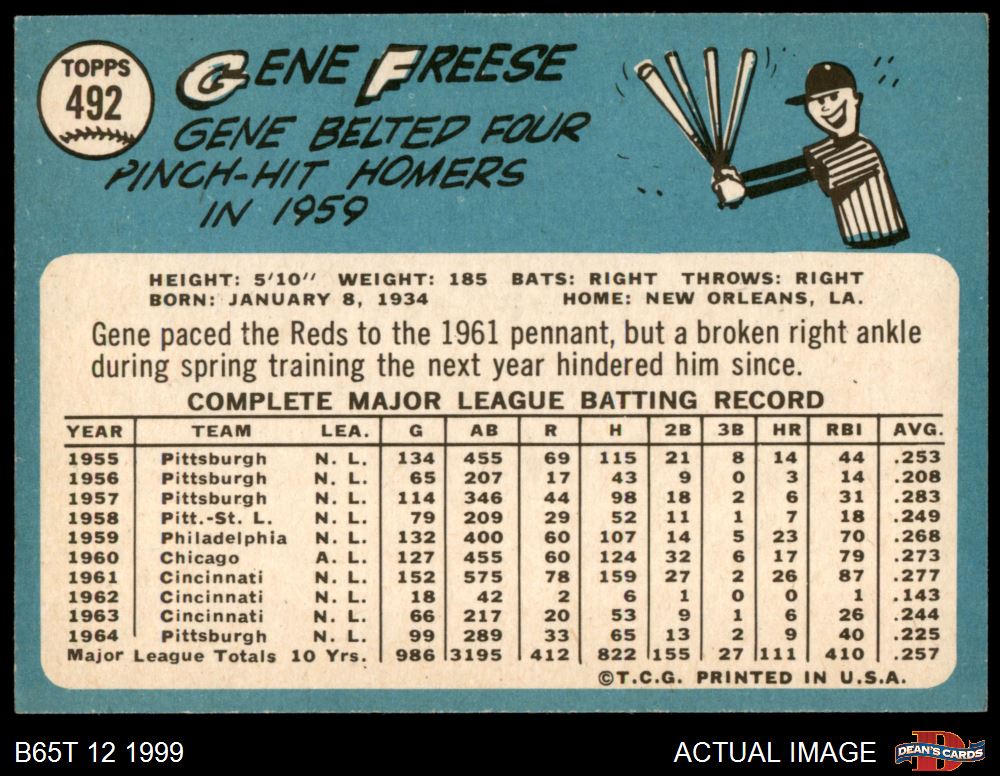 TOPPS
492
GENE FREESE
GENE BELTED FOUR
PINCH-HIT HOMERS
IN 1959
HEIGHT: 5'10" WEIGHT: 185 BATS: RIGHT THROWS: RIGHT
BORN: JANUARY 8, 1934 HOME: NEW ORLEANS, LA.
Gene paced the Reds to the 1961 pennant, but a broken right ankle
during spring training the next year hindered him since.
COMPLETE MAJOR LEAGUE BATTING RECORD
YEAR TEAM LEA. G AB R H 2B 3B HR RBI AVG.
1955 Pittsburgh N. L. 134 455 69 115 21 8 14 44 .253
1956 Pittsburgh N. L. 65 207 17 43 9 0 3 14 .208
1957 Pittsburgh N. L. 114 346 44 98 18 2 6 31 .283
1958 Pitt.-St. L. N. L. 79 209 29 52 11 1 7 18 .249
1959 Philadelphia N. L. 132 400 60 107 14 5 23 70 .268
1960 Chicago A. L. 127 455 60 124 32 6 17 79 .273
1961 Cincinnati N. L. 152 575 78 159 27 2 26 87 .277
1962 Cincinnati N. L. 18 42 2 6 1 0 0 1 .143
1963 Cincinnati N. L. 66 217 20 53 9 1 6 26 .244
1964 Pittsburgh N. L. 99 289 33 65 13 2 9 40 .225
Major League Totals 10 Yrs. 986 3195 412 822 155 27 111 410 .257
©T.C.G. PRINTED IN U.S.A.
B65T 12 1999 ACTUAL IMAGE D DEAN'S CARDS